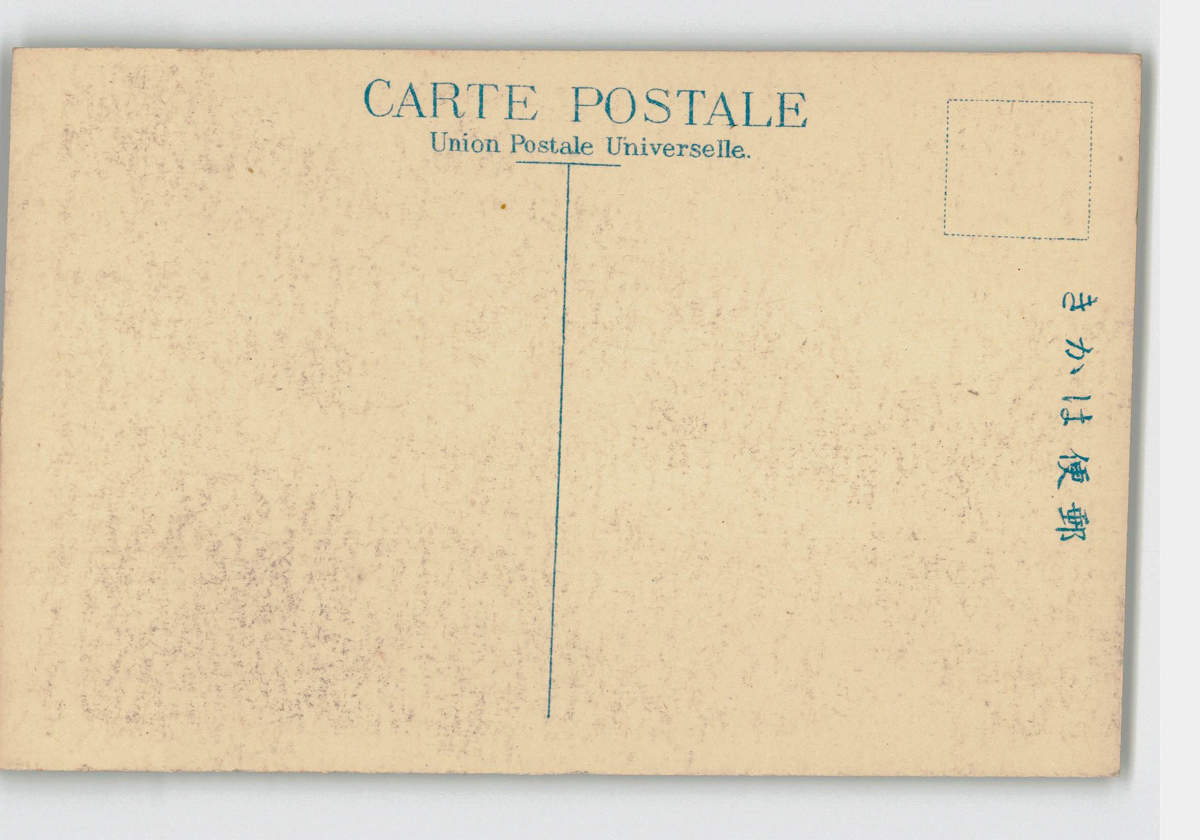 CARTE POSTALE
Union Postale Universelle.
郵便はかき